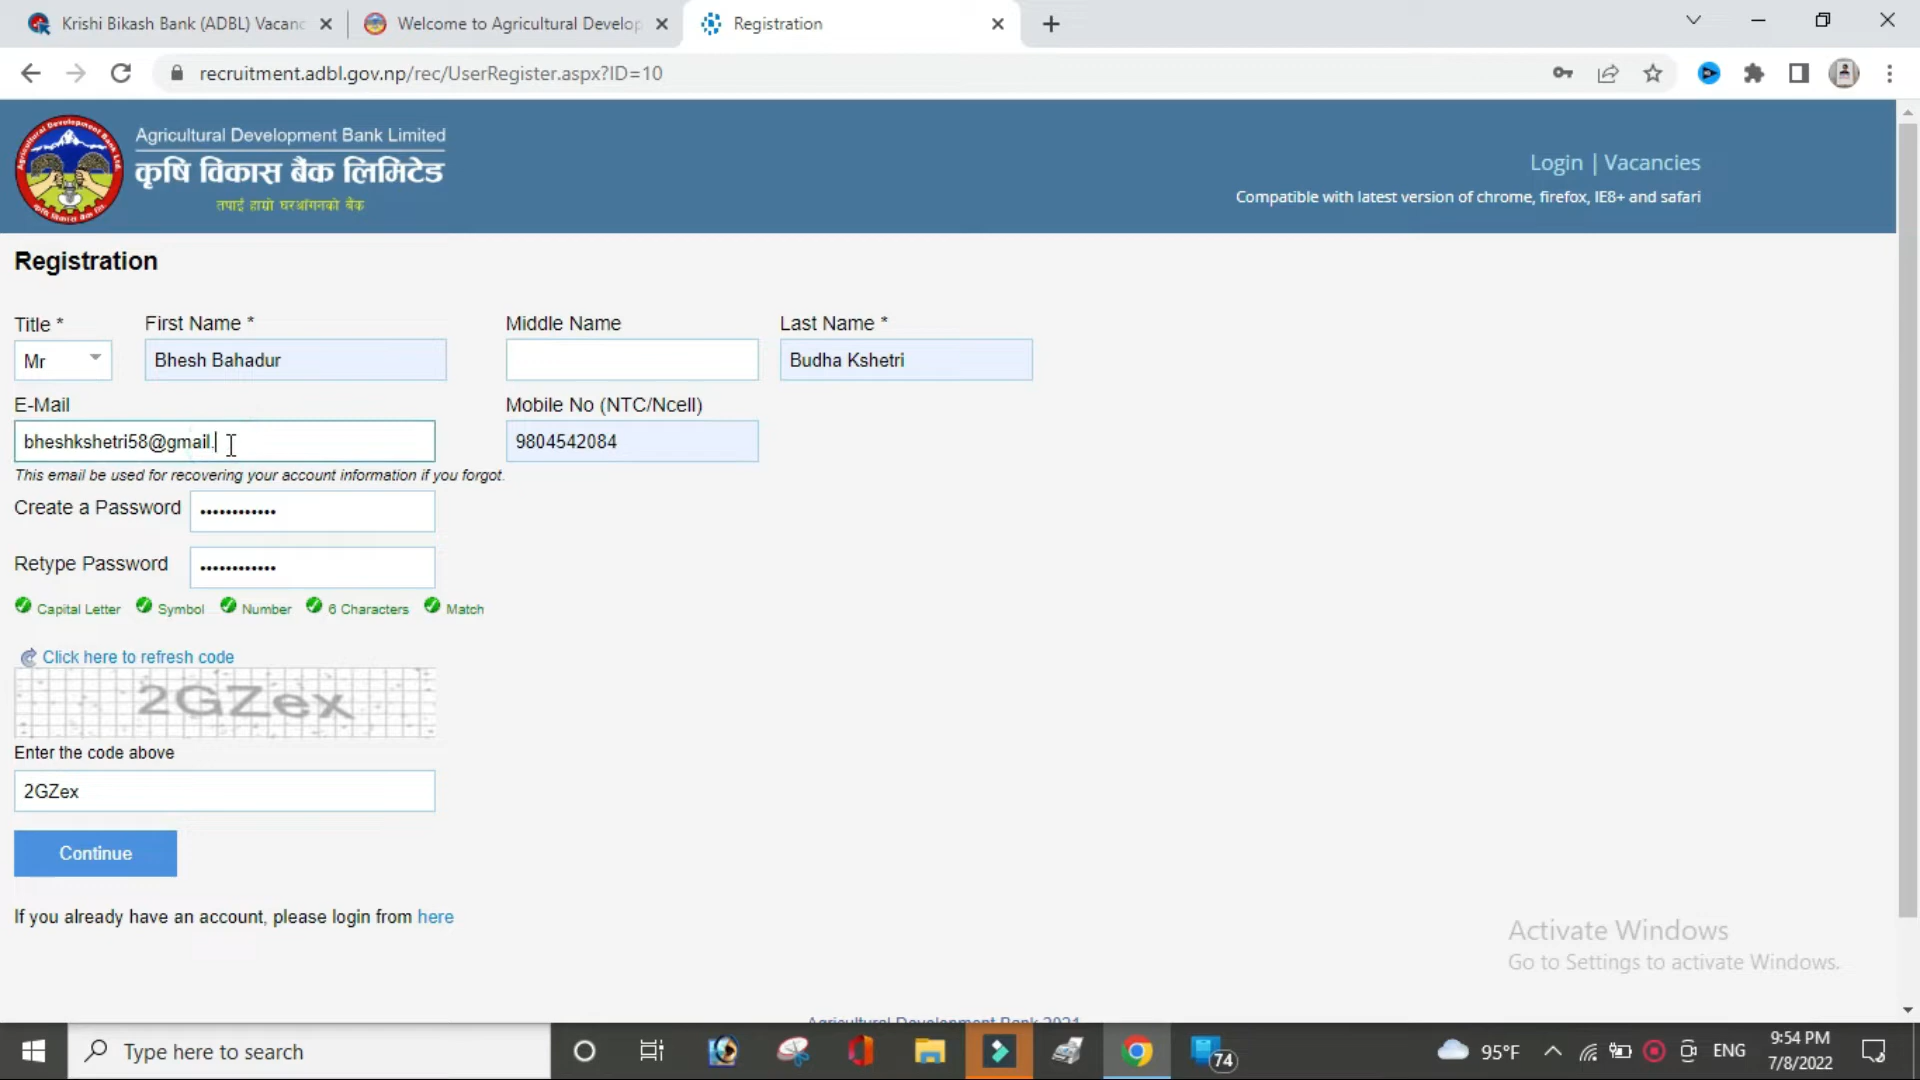 Krishi Bikash Bank (ADBL) Vacanc
Welcome to Agricultural Develop
Registration
recruitment.adbl.gov.np/rec/UserRegister.aspx?ID=10
Agricultural Development Bank Limited
कृषि विकास बैंक लिमिटेड
तपाई हाम्रो घरआँगनको बैंक
Login | Vacancies
Compatible with latest version of chrome, firefox, IE8+ and safari
Registration
Title *
First Name *
Middle Name
Last Name *
Mr
Bhesh Bahadur
Budha Kshetri
E-Mail
Mobile No (NTC/Ncell)
bheshkshetri58@gmail.
9804542084
This email be used for recovering your account information if you forgot.
Create a Password
••••••••••••
Retype Password
••••••••••••
Capital Letter
Symbol
Number
6 Characters
Match
Click here to refresh code
2GZex
Enter the code above
2GZex
Continue
If you already have an account, please login from here
Activate Windows
Go to Settings to activate Windows.
Agricultural Development Bank 2021
Type here to search
74
95°F
ENG
9:54 PM
7/8/2022